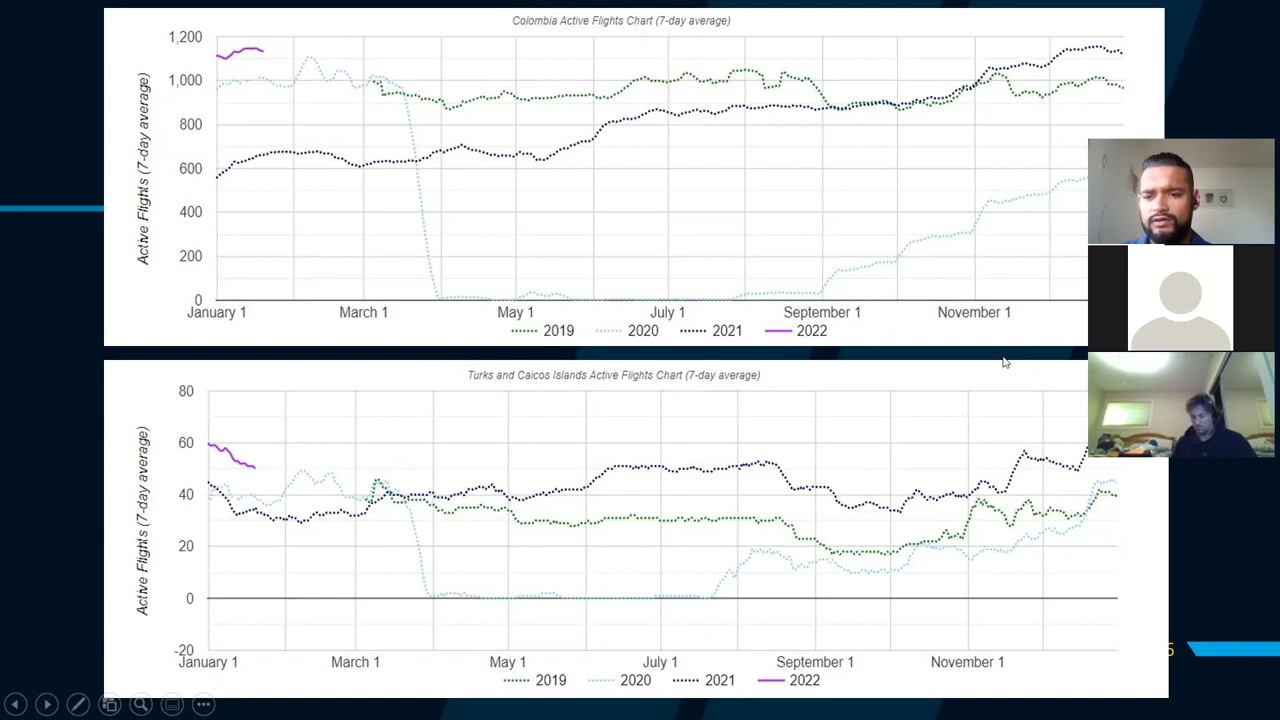 Colombia Active Flights Chart (7-day average)
Active Flights (7-day average)
1,200
1,000
800
600
400
200
0
January 1 March 1 May 1 July 1 September 1 November 1
2019 2020 2021 2022
Turks and Caicos Islands Active Flights Chart (7-day average)
Active Flights (7-day average)
80
60
40
20
0
-20
January 1 March 1 May 1 July 1 September 1 November 1
2019 2020 2021 2022
6